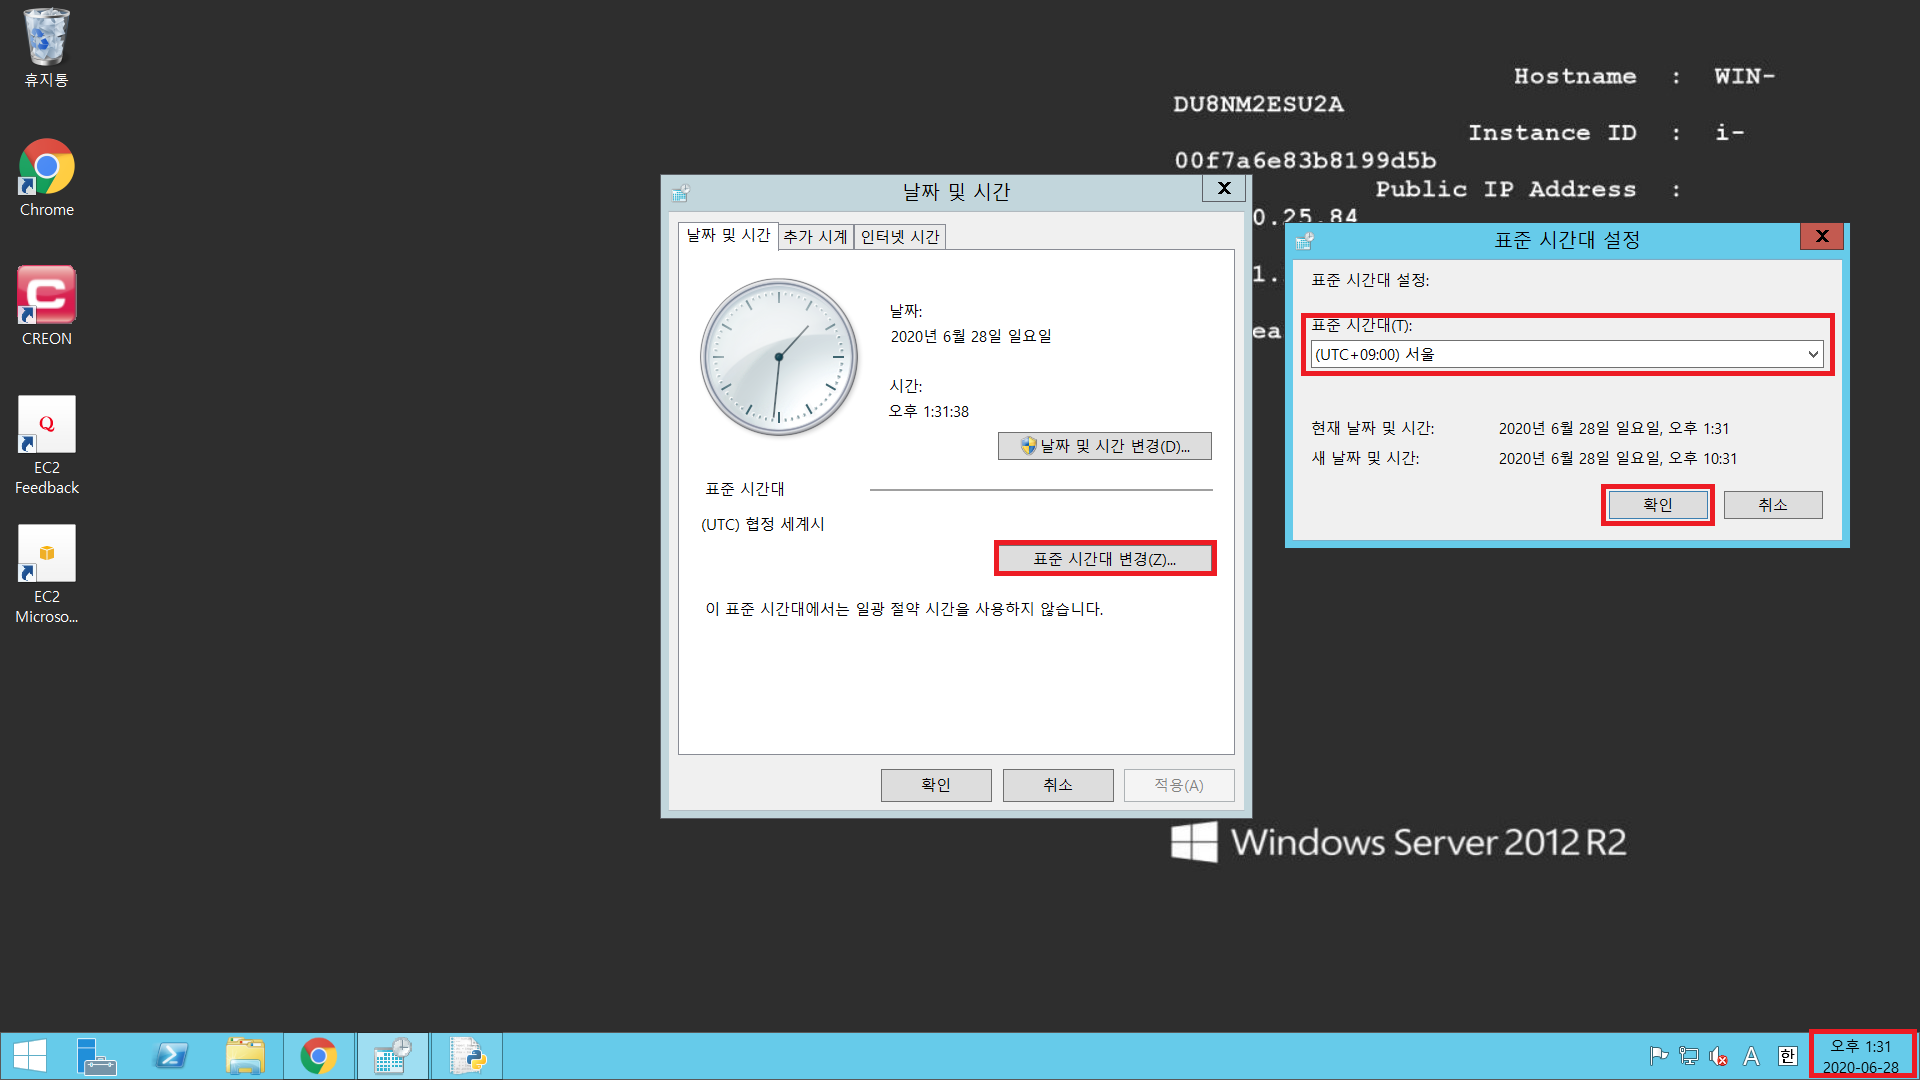 휴지통
Chrome
CREON
EC2
Feedback
EC2
Microso...
Hostname : WIN-
DU8NM2ESU2A
Instance ID : i-
00f7a6e83b8199d5b
Public IP Address :
0.25.84
1.
ea
날짜 및 시간
X
날짜 및 시간
추가 시계
인터넷 시간
날짜:
2020년 6월 28일 일요일
시간:
오후 1:31:38
날짜 및 시간 변경(D)...
표준 시간대
(UTC) 협정 세계시
표준 시간대 변경(Z)...
이 표준 시간대에서는 일광 절약 시간을 사용하지 않습니다.
확인
취소
적용(A)
표준 시간대 설정
X
표준 시간대 설정:
표준 시간대(T):
(UTC+09:00) 서울
현재 날짜 및 시간: 2020년 6월 28일 일요일, 오후 1:31
새 날짜 및 시간: 2020년 6월 28일 일요일, 오후 10:31
확인
취소
Windows Server 2012 R2
A
한
오후 1:31
2020-06-28